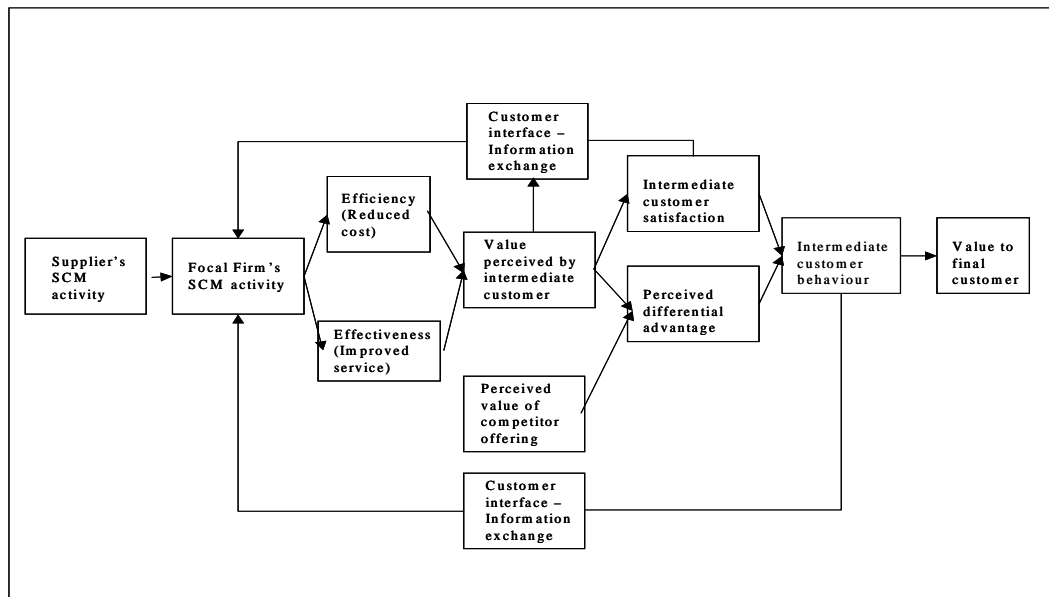 Customer
interface –
Information
exchange
Efficiency
(Reduced
cost)
Intermediate
customer
satisfaction
Supplier's
SCM
activity
Focal Firm's
SCM activity
Value
perceived by
intermediate
customer
Intermediate
customer
behaviour
Value to
final
customer
Effectiveness
(Improved
service)
Perceived
differential
advantage
Perceived
value of
competitor
offering
Customer
interface –
Information
exchange